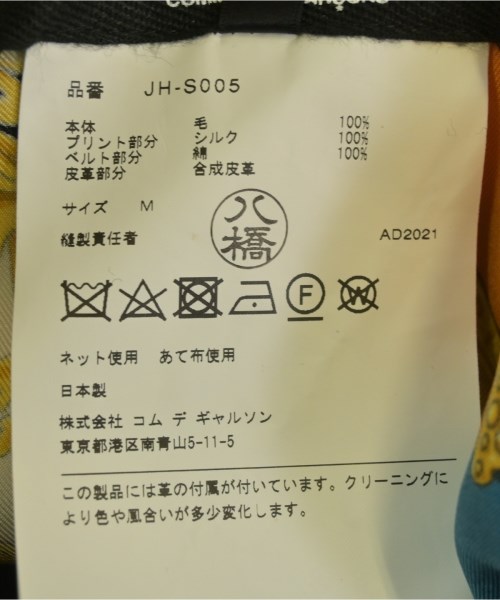 品番 JH-S005
本体 毛 100%
プリント部分 シルク 100%
ベルト部分 綿 100%
皮革部分 合成皮革
サイズ M
八橋
縫製責任者 AD2021
F W
ネット使用 あて布使用
日本製
株式会社 コム デ ギャルソン
東京都港区南青山5-11-5
この製品には革の付属が付いています。クリーニングに
より色や風合いが多少変化します。